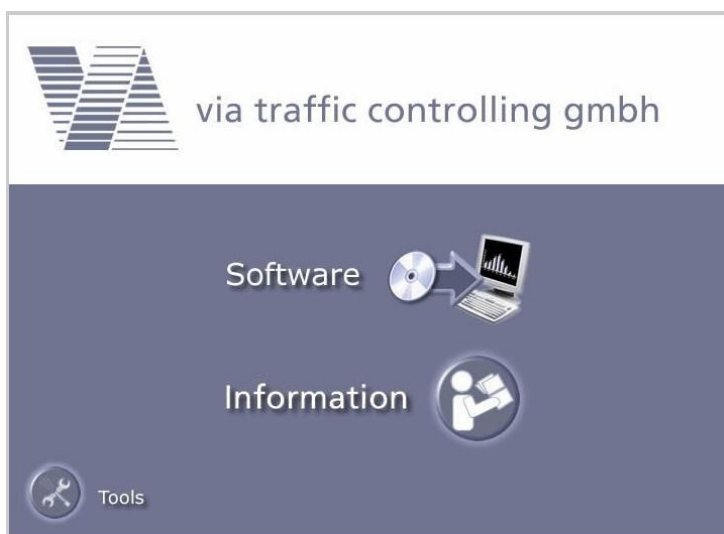 via traffic controlling gmbh
Software
Information
Tools